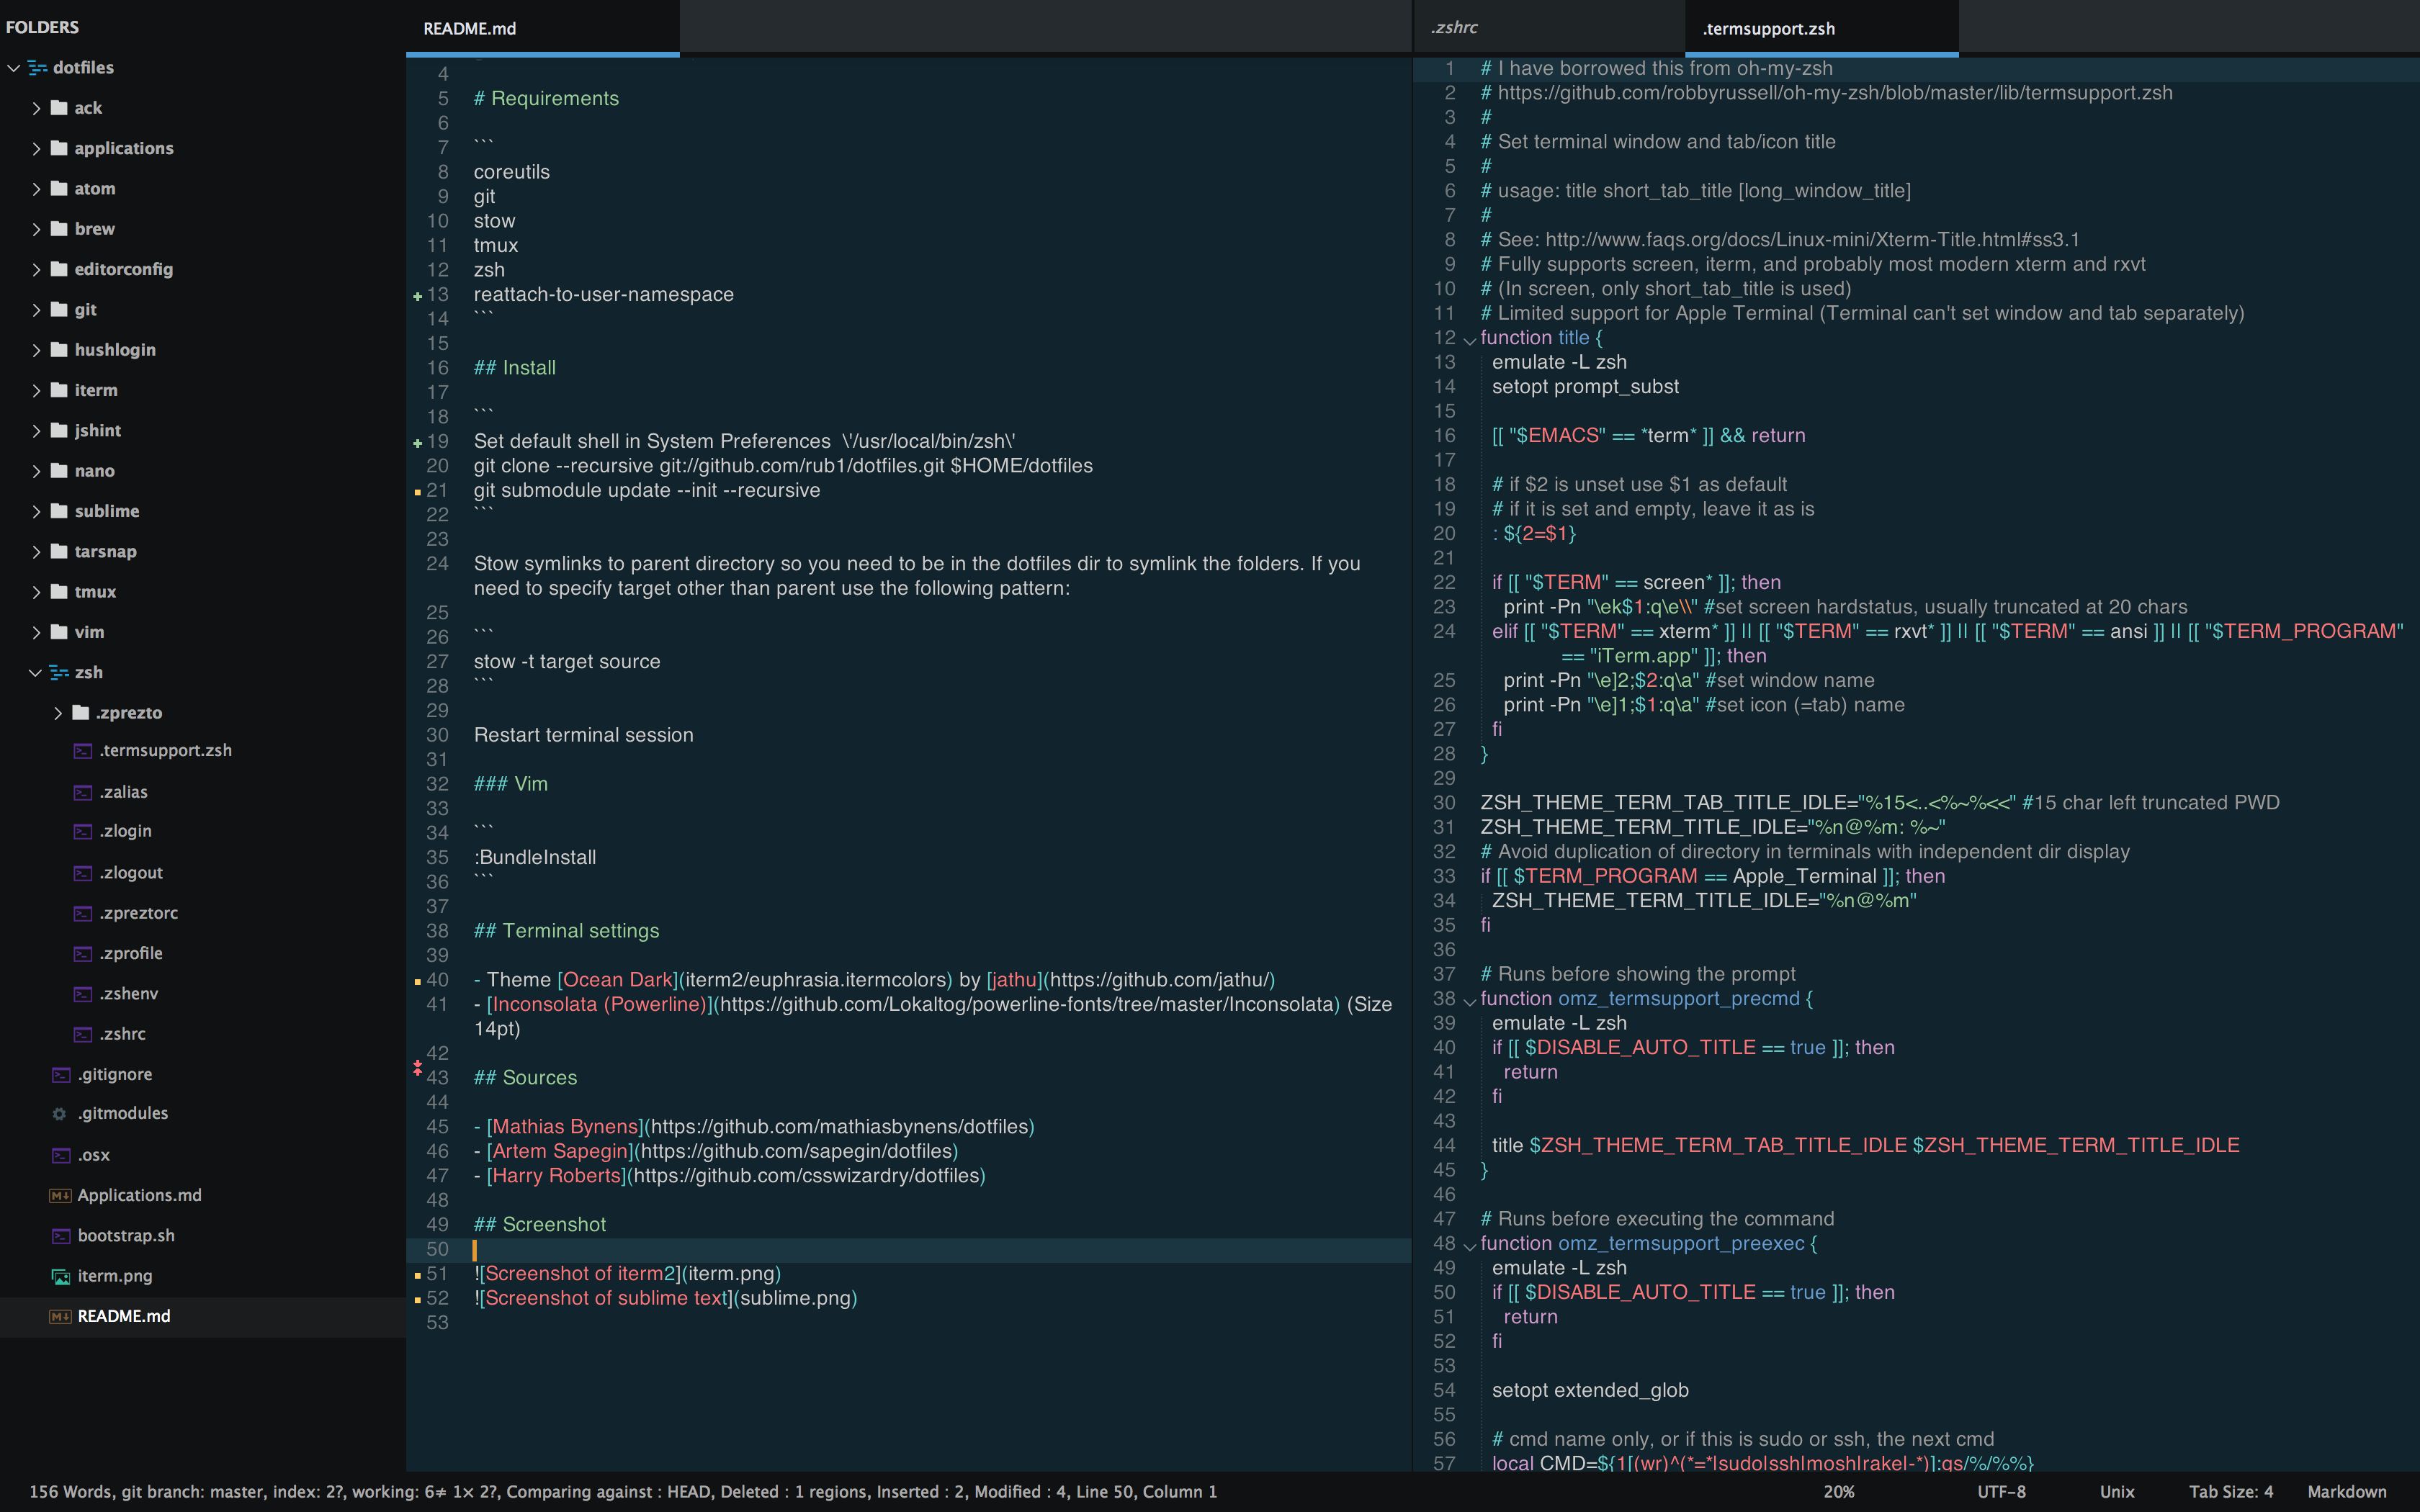 FOLDERS
dotfiles
ack
applications
atom
brew
editorconfig
git
hushlogin
iterm
jshint
nano
sublime
tarsnap
tmux
vim
zsh
.zprezto
.termsupport.zsh
.zalias
.zlogin
.zlogout
.zpreztorc
.zprofile
.zshenv
.zshrc
.gitignore
.gitmodules
.osx
Applications.md
bootstrap.sh
iterm.png
README.md
README.md
4
5 # Requirements
6
7 ```
8 coreutils
9 git
10 stow
11 tmux
12 zsh
13 reattach-to-user-namespace
14 ```
15
16 ## Install
17
18 ```
19 Set default shell in System Preferences  \'/usr/local/bin/zsh\'
20 git clone --recursive git://github.com/rub1/dotfiles.git $HOME/dotfiles
21 git submodule update --init --recursive
22 ```
23
24 Stow symlinks to parent directory so you need to be in the dotfiles dir to symlink the folders. If you
need to specify target other than parent use the following pattern:
25
26 ```
27 stow -t target source
28 ```
29
30 Restart terminal session
31
32 ### Vim
33
34 ```
35 :BundleInstall
36 ```
37
38 ## Terminal settings
39
40 - Theme [Ocean Dark](iterm2/euphrasia.itermcolors) by [jathu](https://github.com/jathu/)
41 - [Inconsolata (Powerline)](https://github.com/Lokaltog/powerline-fonts/tree/master/Inconsolata) (Size
14pt)
42
43 ## Sources
44
45 - [Mathias Bynens](https://github.com/mathiasbynens/dotfiles)
46 - [Artem Sapegin](https://github.com/sapegin/dotfiles)
47 - [Harry Roberts](https://github.com/csswizardry/dotfiles)
48
49 ## Screenshot
50
51 ![Screenshot of iterm2](iterm.png)
52 ![Screenshot of sublime text](sublime.png)
53
.zshrc
.termsupport.zsh
1 # I have borrowed this from oh-my-zsh
2 # https://github.com/robbyrussell/oh-my-zsh/blob/master/lib/termsupport.zsh
3 #
4 # Set terminal window and tab/icon title
5 #
6 # usage: title short_tab_title [long_window_title]
7 #
8 # See: http://www.faqs.org/docs/Linux-mini/Xterm-Title.html#ss3.1
9 # Fully supports screen, iterm, and probably most modern xterm and rxvt
10 # (In screen, only short_tab_title is used)
11 # Limited support for Apple Terminal (Terminal can't set window and tab separately)
12 function title {
13 emulate -L zsh
14 setopt prompt_subst
15
16 [[ "$EMACS" == *term* ]] && return
17
18 # if $2 is unset use $1 as default
19 # if it is set and empty, leave it as is
20 : ${2=$1}
21
22 if [[ "$TERM" == screen* ]]; then
23 print -Pn "\ek$1:q\e\\" #set screen hardstatus, usually truncated at 20 chars
24 elif [[ "$TERM" == xterm* ]] || [[ "$TERM" == rxvt* ]] || [[ "$TERM" == ansi ]] || [[ "$TERM_PROGRAM"
== "iTerm.app" ]]; then
25 print -Pn "\e]2;$2:q\a" #set window name
26 print -Pn "\e]1;$1:q\a" #set icon (=tab) name
27 fi
28 }
29
30 ZSH_THEME_TERM_TAB_TITLE_IDLE="%15<..<%~%<<" #15 char left truncated PWD
31 ZSH_THEME_TERM_TITLE_IDLE="%n@%m: %~"
32 # Avoid duplication of directory in terminals with independent dir display
33 if [[ $TERM_PROGRAM == Apple_Terminal ]]; then
34 ZSH_THEME_TERM_TITLE_IDLE="%n@%m"
35 fi
36
37 # Runs before showing the prompt
38 function omz_termsupport_precmd {
39 emulate -L zsh
40 if [[ $DISABLE_AUTO_TITLE == true ]]; then
41 return
42 fi
43
44 title $ZSH_THEME_TERM_TAB_TITLE_IDLE $ZSH_THEME_TERM_TITLE_IDLE
45 }
46
47 # Runs before executing the command
48 function omz_termsupport_preexec {
49 emulate -L zsh
50 if [[ $DISABLE_AUTO_TITLE == true ]]; then
51 return
52 fi
53
54 setopt extended_glob
55
56 # cmd name only, or if this is sudo or ssh, the next cmd
57 local CMD=${1[(wr)^(*=*|sudo|ssh|mosh|rake|-*)]:gs/%/%%}
156 Words, git branch: master, index: 2?, working: 6≠ 1× 2?, Comparing against : HEAD, Deleted : 1 regions, Inserted : 2, Modified : 4, Line 50, Column 1
20%
UTF-8
Unix
Tab Size: 4
Markdown